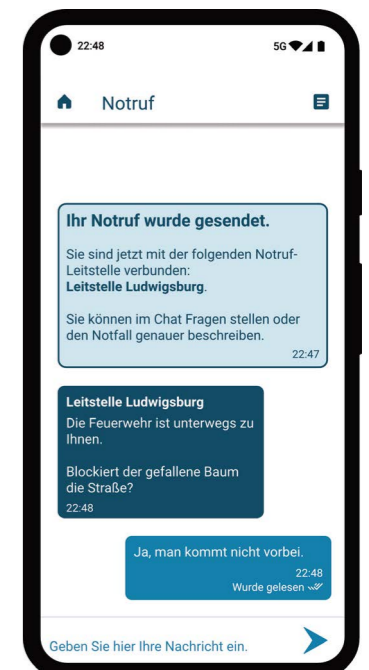 22:48 5G
Notruf
Ihr Notruf wurde gesendet.
Sie sind jetzt mit der folgenden Notruf-
Leitstelle verbunden:
Leitstelle Ludwigsburg.
Sie können im Chat Fragen stellen oder
den Notfall genauer beschreiben.
22:47
Leitstelle Ludwigsburg
Die Feuerwehr ist unterwegs zu
Ihnen.
Blockiert der gefallene Baum
die Straße?
22:48
Ja, man kommt nicht vorbei.
22:48
Wurde gelesen
Geben Sie hier Ihre Nachricht ein.